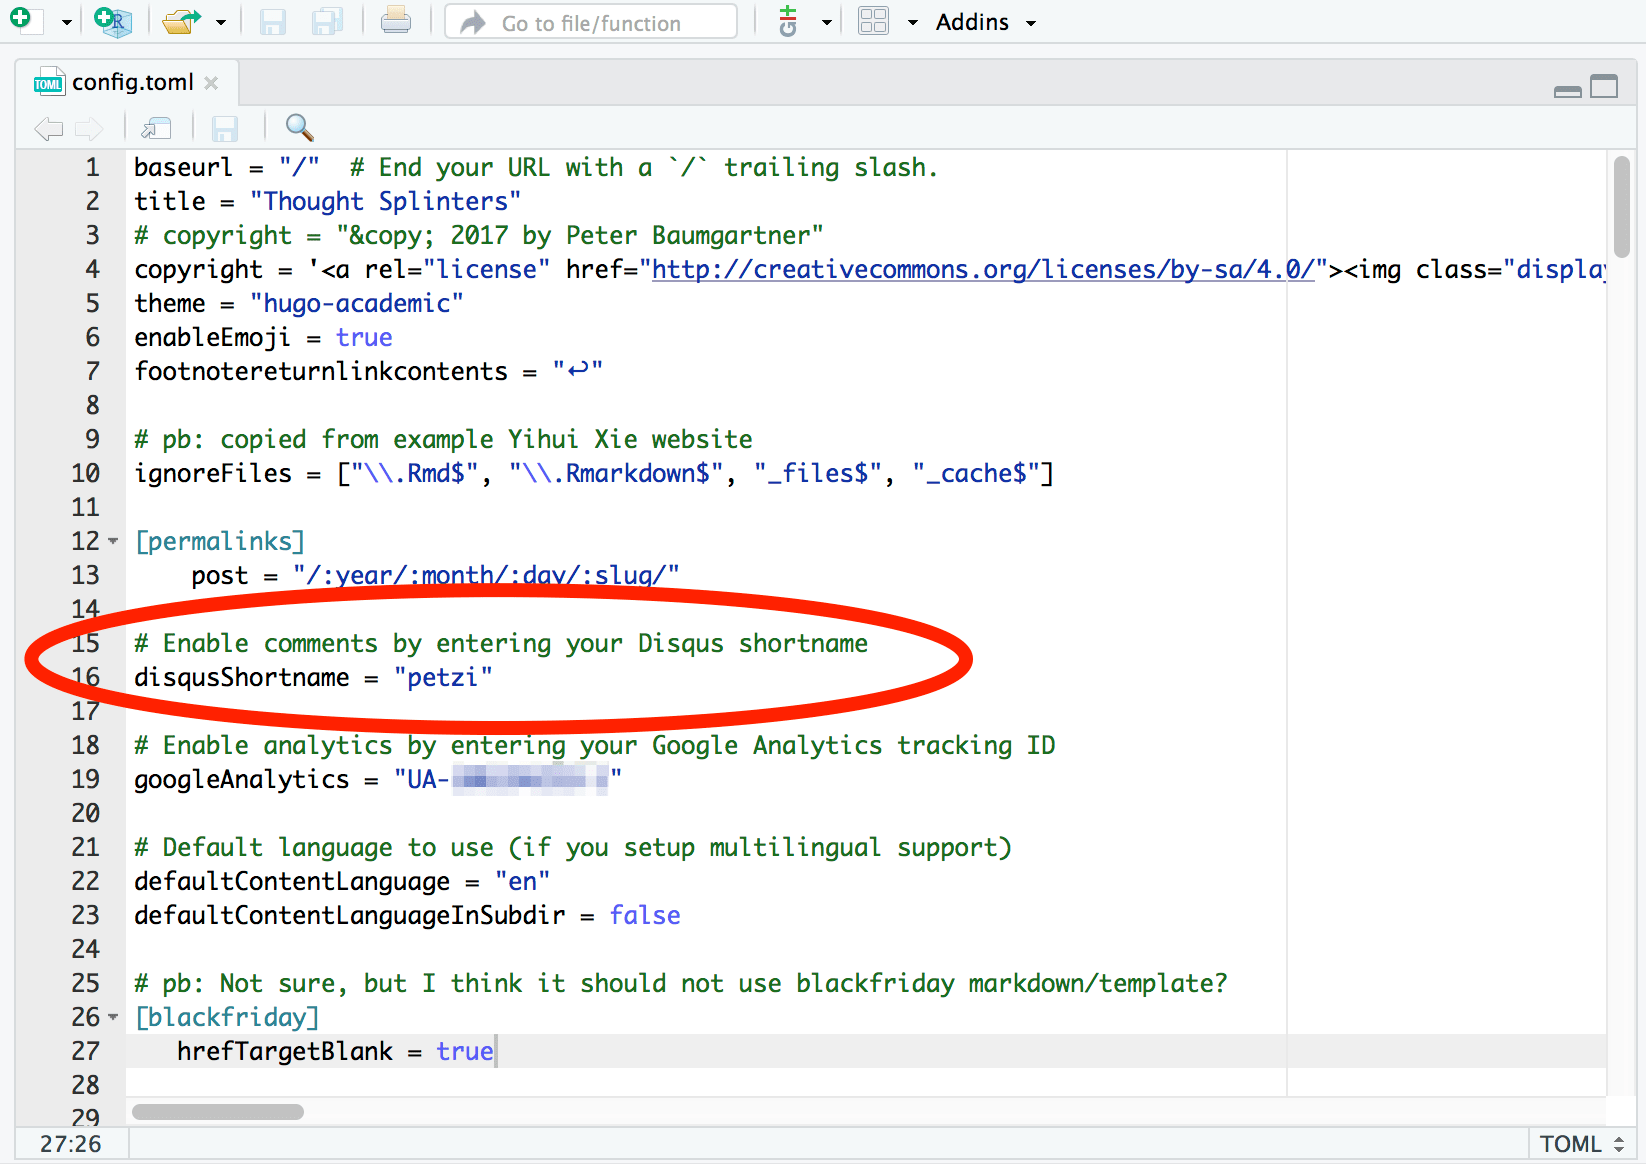 Go to file/function
Addins
TOML config.toml
1 baseurl = "/"  # End your URL with a `/` trailing slash.
2 title = "Thought Splinters"
3 # copyright = "&copy; 2017 by Peter Baumgartner"
4 copyright = '<a rel="license" href="http://creativecommons.org/licenses/by-sa/4.0/"><img class="display
5 theme = "hugo-academic"
6 enableEmoji = true
7 footnotereturnlinkcontents = "↩"
8
9 # pb: copied from example Yihui Xie website
10 ignoreFiles = ["\\.Rmd$", "\\.Rmarkdown$", "_files$", "_cache$"]
11
12 [permalinks]
13     post = "/:year/:month/:day/:slug/"
14
15 # Enable comments by entering your Disqus shortname
16 disqusShortname = "petzi"
17
18 # Enable analytics by entering your Google Analytics tracking ID
19 googleAnalytics = "UA-"
20
21 # Default language to use (if you setup multilingual support)
22 defaultContentLanguage = "en"
23 defaultContentLanguageInSubdir = false
24
25 # pb: Not sure, but I think it should not use blackfriday markdown/template?
26 [blackfriday]
27    hrefTargetBlank = true
28
29
27:26
TOML